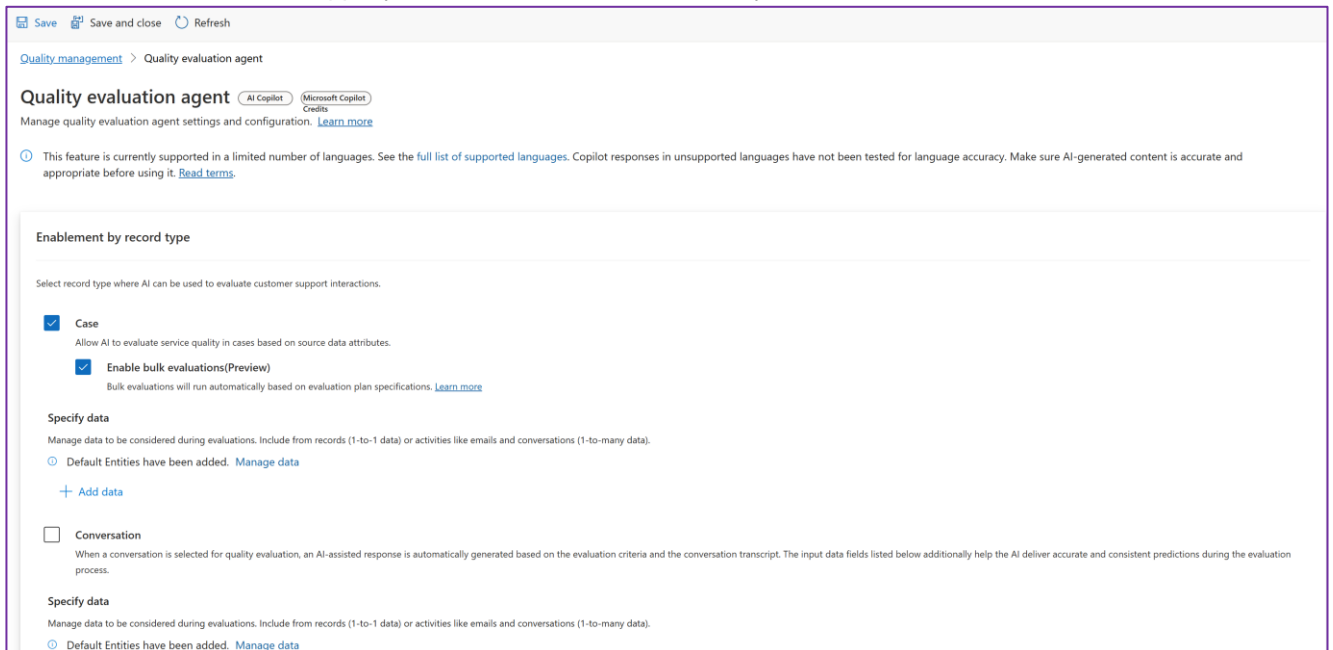 Save Save and close Refresh
Quality management > Quality evaluation agent
Quality evaluation agent AI Copilot Microsoft Copilot Credits
Manage quality evaluation agent settings and configuration. Learn more
This feature is currently supported in a limited number of languages. See the full list of supported languages. Copilot responses in unsupported languages have not been tested for language accuracy. Make sure AI-generated content is accurate and
appropriate before using it. Read terms.
Enablement by record type
Select record type where AI can be used to evaluate customer support interactions.
Case
Allow AI to evaluate service quality in cases based on source data attributes.
Enable bulk evaluations(Preview)
Bulk evaluations will run automatically based on evaluation plan specifications. Learn more
Specify data
Manage data to be considered during evaluations. Include from records (1-to-1 data) or activities like emails and conversations (1-to-many data).
Default Entities have been added. Manage data
+ Add data
Conversation
When a conversation is selected for quality evaluation, an AI-assisted response is automatically generated based on the evaluation criteria and the conversation transcript. The input data fields listed below additionally help the AI deliver accurate and consistent predictions during the evaluation
process.
Specify data
Manage data to be considered during evaluations. Include from records (1-to-1 data) or activities like emails and conversations (1-to-many data).
Default Entities have been added. Manage data